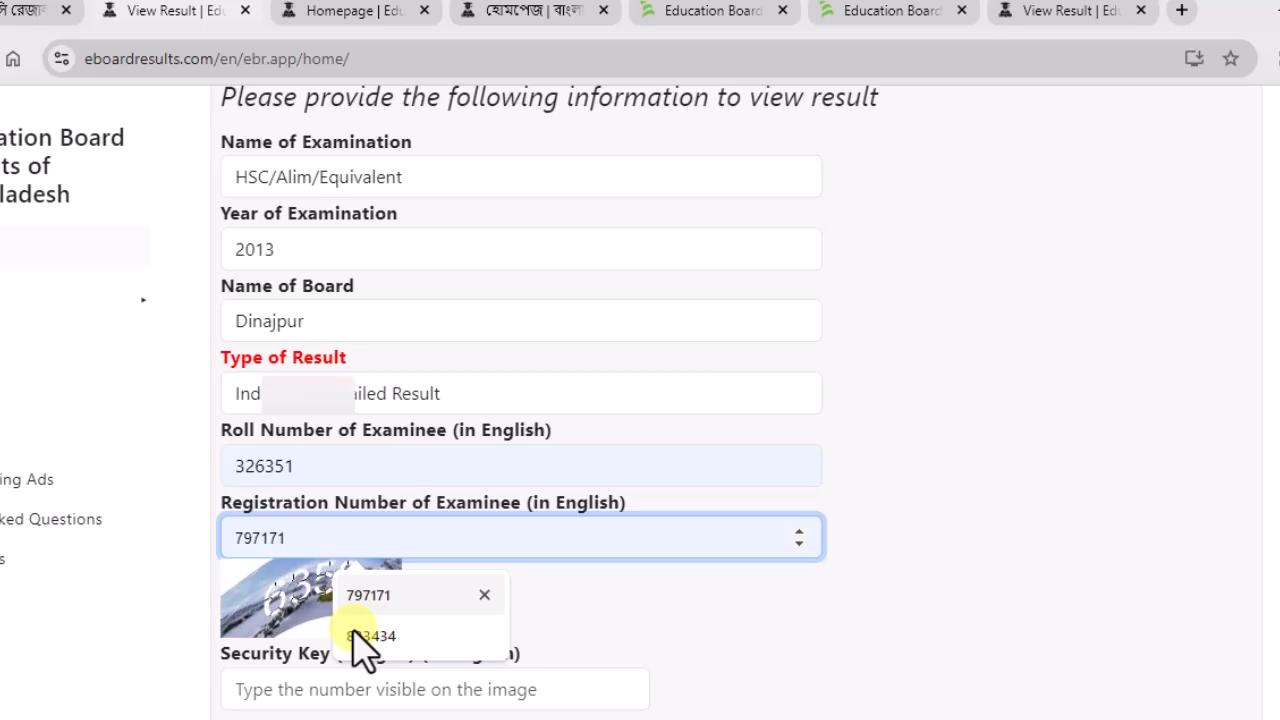 সি রেজা
View Result | Edu
Homepage | Edu
হোমপেজ | বাংলা
Education Board
Education Board
View Result | Edu
eboardresults.com/en/ebr.app/home/
Please provide the following information to view result
ation Board
ts of
ladesh
Name of Examination
HSC/Alim/Equivalent
Year of Examination
2013
Name of Board
Dinajpur
Type of Result
Ind ailed Result
Roll Number of Examinee (in English)
326351
ing Ads
Registration Number of Examinee (in English)
ked Questions
797171
s
797171
Security Key
Type the number visible on the image